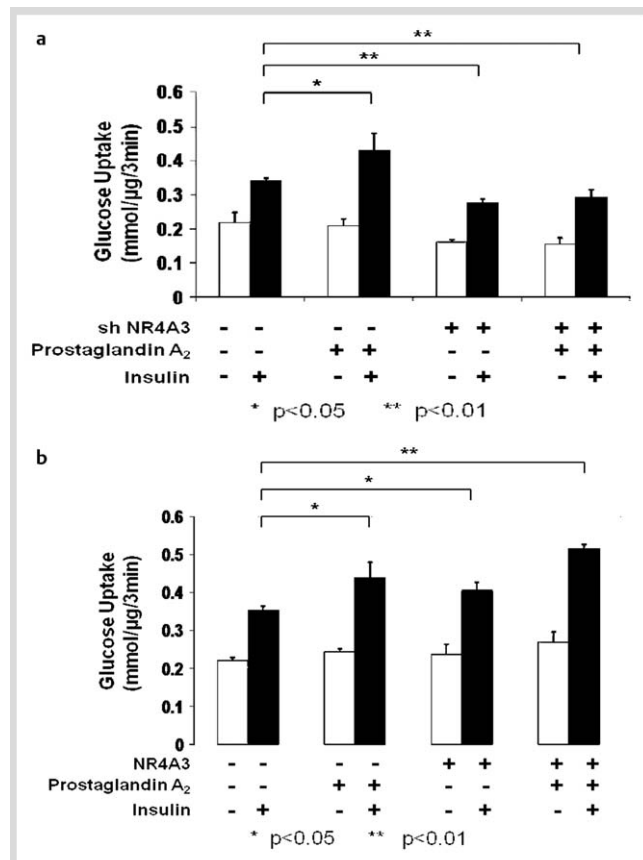 a
**
**
*
Glucose Uptake
(mmol/µg/3min)
0.6
0.5
0.4
0.3
0.2
0.1
0
sh NR4A3 - - - - + + + +
Prostaglandin A₂ - - + + - - + +
Insulin - + - + - + - +
* p<0.05 ** p<0.01
b
**
*
*
Glucose Uptake
(mmol/µg/3min)
0.6
0.5
0.4
0.3
0.2
0.1
0
NR4A3 - - - - + + + +
Prostaglandin A₂ - - + + - - + +
Insulin - + - + - + - +
* p<0.05 ** p<0.01